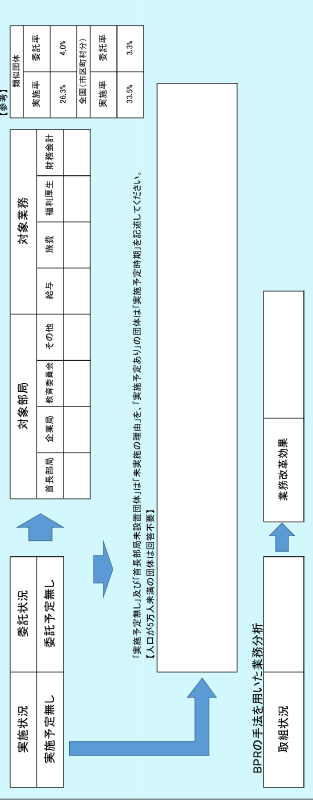 実施状況 委託状況
実施予定無し 委託予定無し
対象部局 対象業務
首長部局 企業局 教育委員会 その他 給与 旅費 福利厚生 財務会計
【参考】
類似団体
実施率 委託率
26.3% 4.0%
全国(市区町村分)
実施率 委託率
33.5% 3.3%
「実施予定無し」及び「首長部局未設置団体」は「未実施の理由」を、「実施予定あり」の団体は「実施予定時期」を記述してください。
【人口が5万人未満の団体は回答不要】
BPRの手法を用いた業務分析
取組状況 業務改革効果